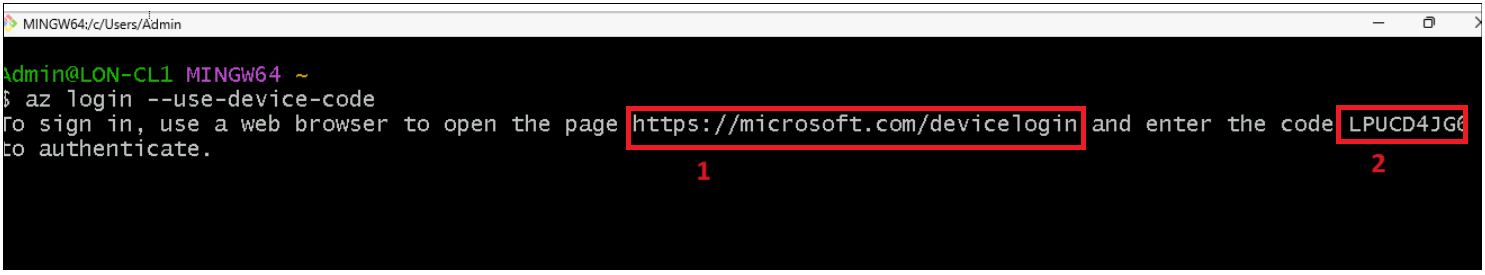 MINGW64:/c/Users/Admin
Admin@LON-CL1 MINGW64 ~
$ az login --use-device-code
To sign in, use a web browser to open the page https://microsoft.com/devicelogin and enter the code LPUCD4JG6
to authenticate.
1
2